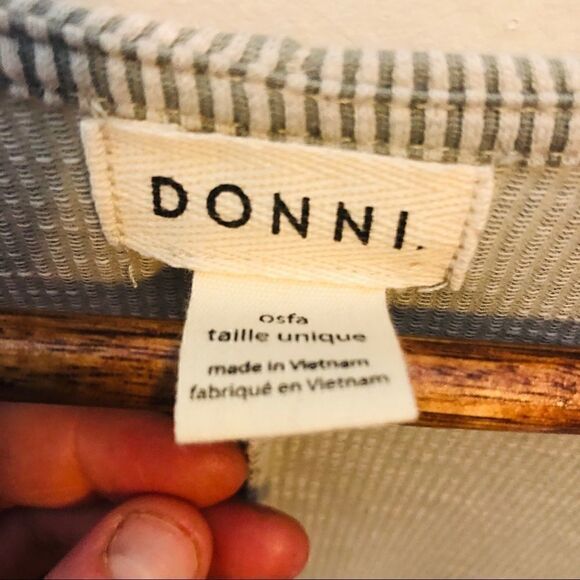 DONNI.
osfa
taille unique
made in Vietnam
fabriqué en Vietnam